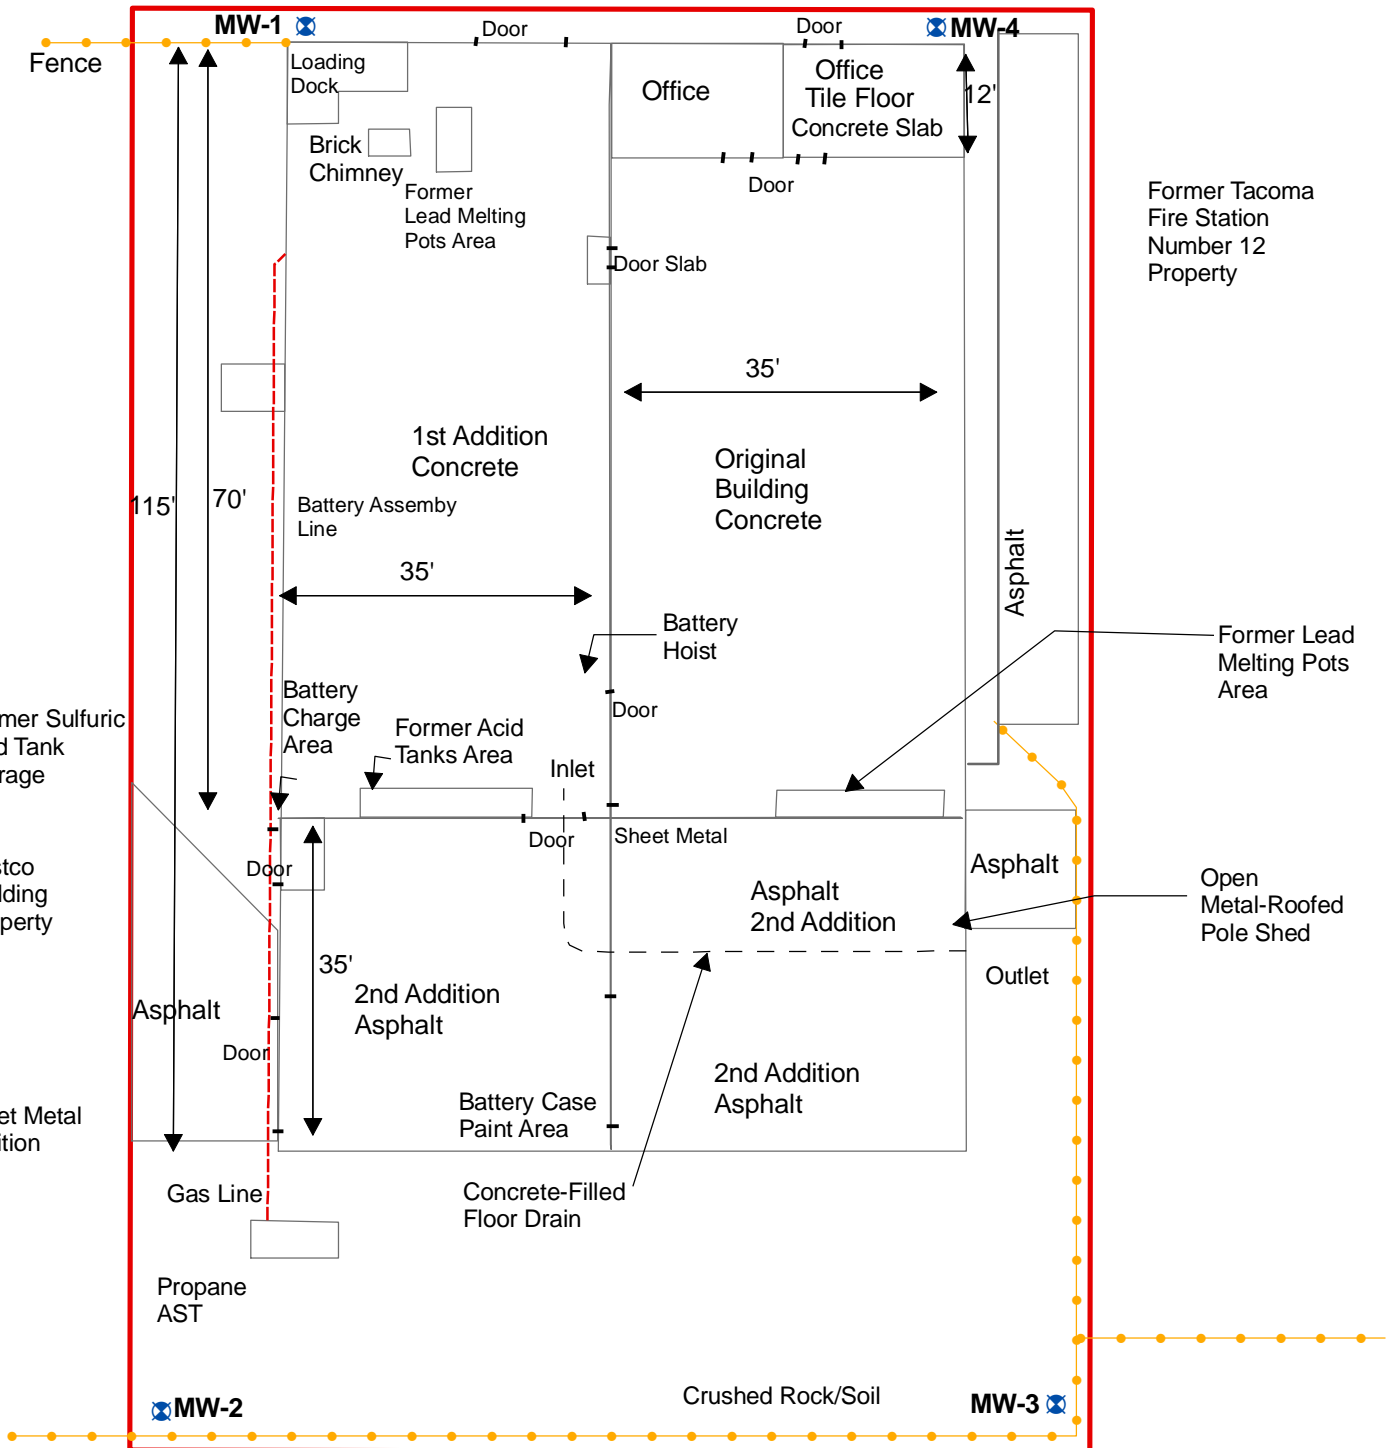 MW-1
Door
Door
MW-4
Fence
Loading
Dock
Office
Office
Tile Floor
Concrete Slab
12'
Brick
Chimney
Former
Lead Melting
Pots Area
Door
Former Tacoma
Fire Station
Number 12
Property
Door Slab
35'
1st Addition
Concrete
Original
Building
Concrete
115'
70'
Battery Assemby
Line
Asphalt
35'
Battery
Hoist
Former Lead
Melting Pots
Area
Battery
Charge
Area
Door
Sulfuric
Tank
Former Acid
Tanks Area
Inlet
Door
Sheet Metal
Door
Asphalt
Open
Metal-Roofed
Pole Shed
Asphalt
2nd Addition
35'
Outlet
2nd Addition
Asphalt
Asphalt
Door
2nd Addition
Asphalt
Battery Case
Paint Area
Metal
Gas Line
Concrete-Filled
Floor Drain
Propane
AST
Crushed Rock/Soil
MW-2
MW-3